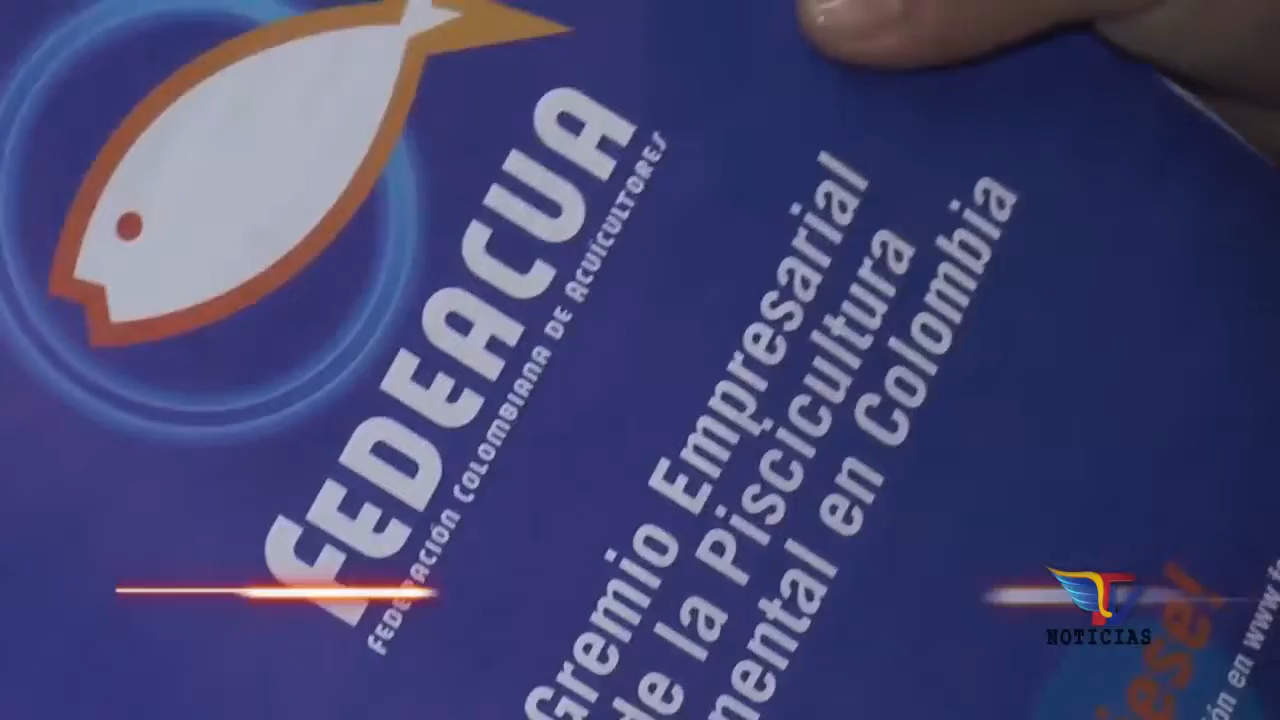 FEDEACUA
FEDERACIÓN COLOMBIANA DE ACUICULTORES
Gremio Empresarial
de la Piscicultura
mental en Colombia
NOTICIAS